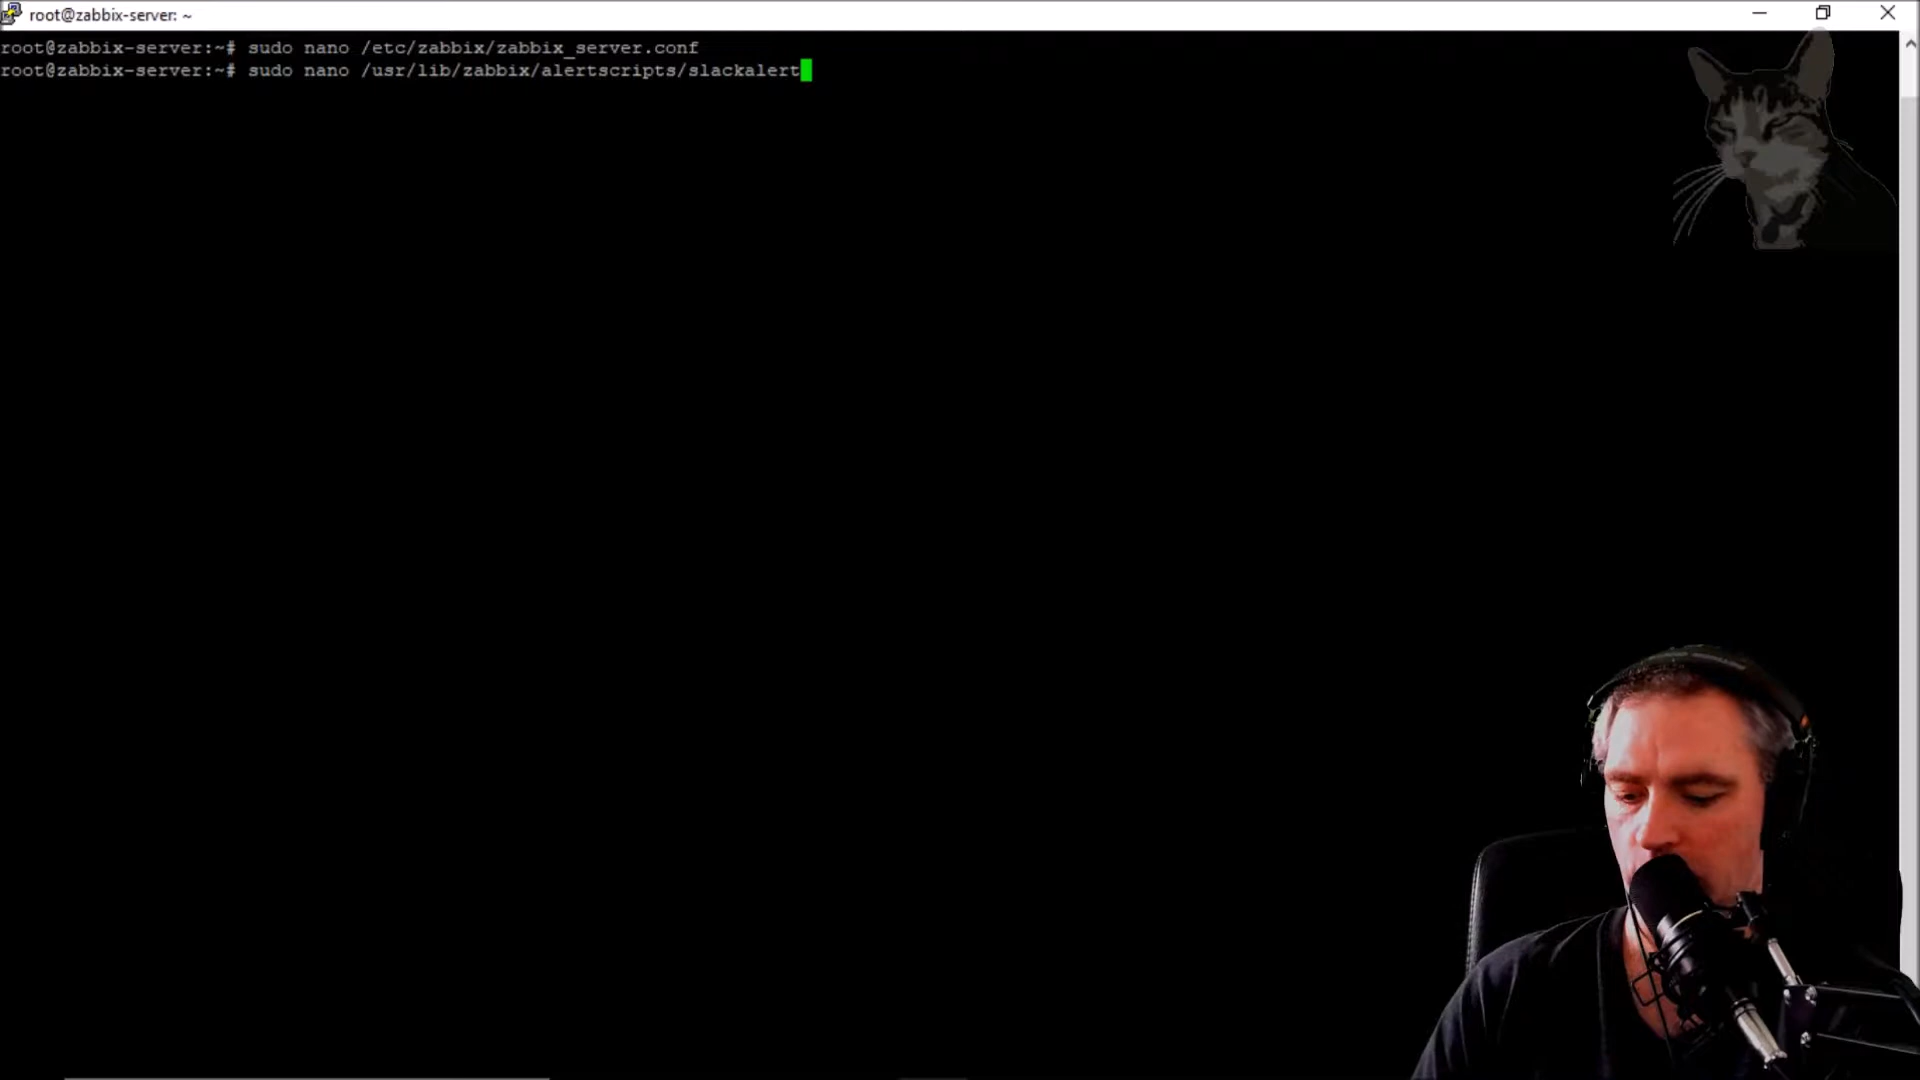 root@zabbix-server: ~
root@zabbix-server:~# sudo nano /etc/zabbix/zabbix_server.conf
root@zabbix-server:~# sudo nano /usr/lib/zabbix/alertscripts/slackalert